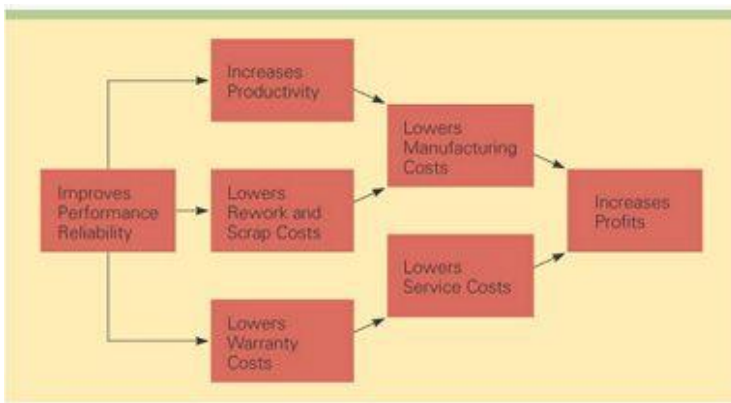 Increases
Productivity
Lowers
Manufacturing
Costs
Improves
Performance
Reliability
Lowers
Rework and
Scrap Costs
Increases
Profits
Lowers
Service Costs
Lowers
Warranty
Costs